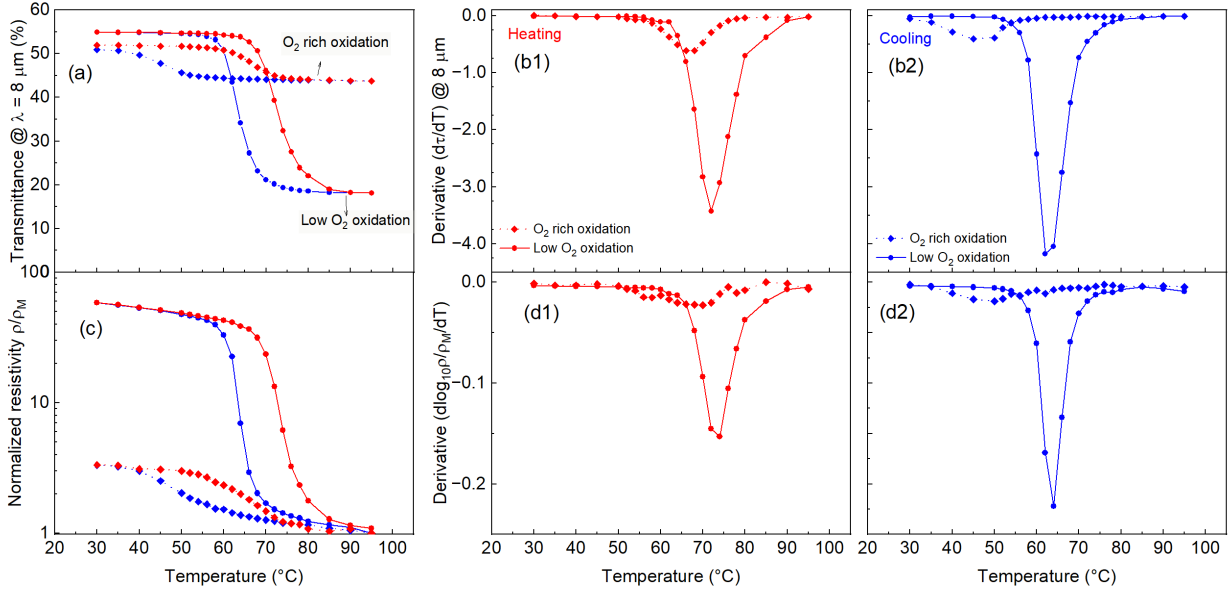 60
50
40
30
20
10
100
10
1
Transmittance @ λ = 8 μm (%)
Normalized resistivity ρ/ρ_M
(a)
O₂ rich oxidation
Low O₂ oxidation
(c)
20 30 40 50 60 70 80 90 100
Temperature (°C)
0.0
−1.0
−2.0
−3.0
−4.0
Derivative (dτ/dT) @ 8 μm
Heating
(b1)
O₂ rich oxidation
Low O₂ oxidation
0.0
−0.1
−0.2
Derivative (dlog₁₀ρ/ρ_M/dT)
(d1)
20 30 40 50 60 70 80 90 100
Temperature (°C)
Cooling
(b2)
O₂ rich oxidation
Low O₂ oxidation
(d2)
20 30 40 50 60 70 80 90 100
Temperature (°C)